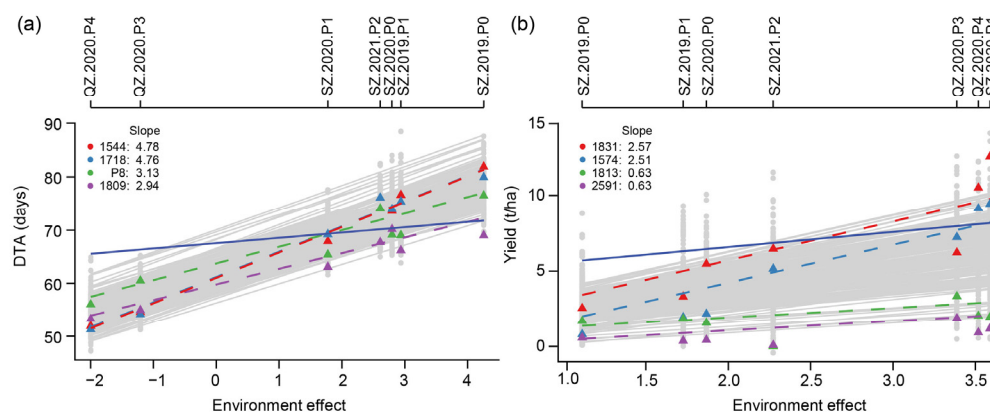 (a)
QZ.2020.P4
QZ.2020.P3
SZ.2020.P1
SZ.2021.P2
SZ.2020.P0
SZ.2019.P1
SZ.2019.P0
Slope
1544: 4.78
1718: 4.76
P8: 3.13
1809: 2.94
90
80
70
60
50
DTA (days)
−2 −1 0 1 2 3 4
Environment effect
(b)
SZ.2019.P0
SZ.2019.P1
SZ.2020.P0
SZ.2021.P2
QZ.2020.P3
QZ.2020.P4
Slope
1831: 2.57
1574: 2.51
1813: 0.63
2591: 0.63
15
10
5
0
Yield (t/ha)
1.0 1.5 2.0 2.5 3.0 3.5
Environment effect